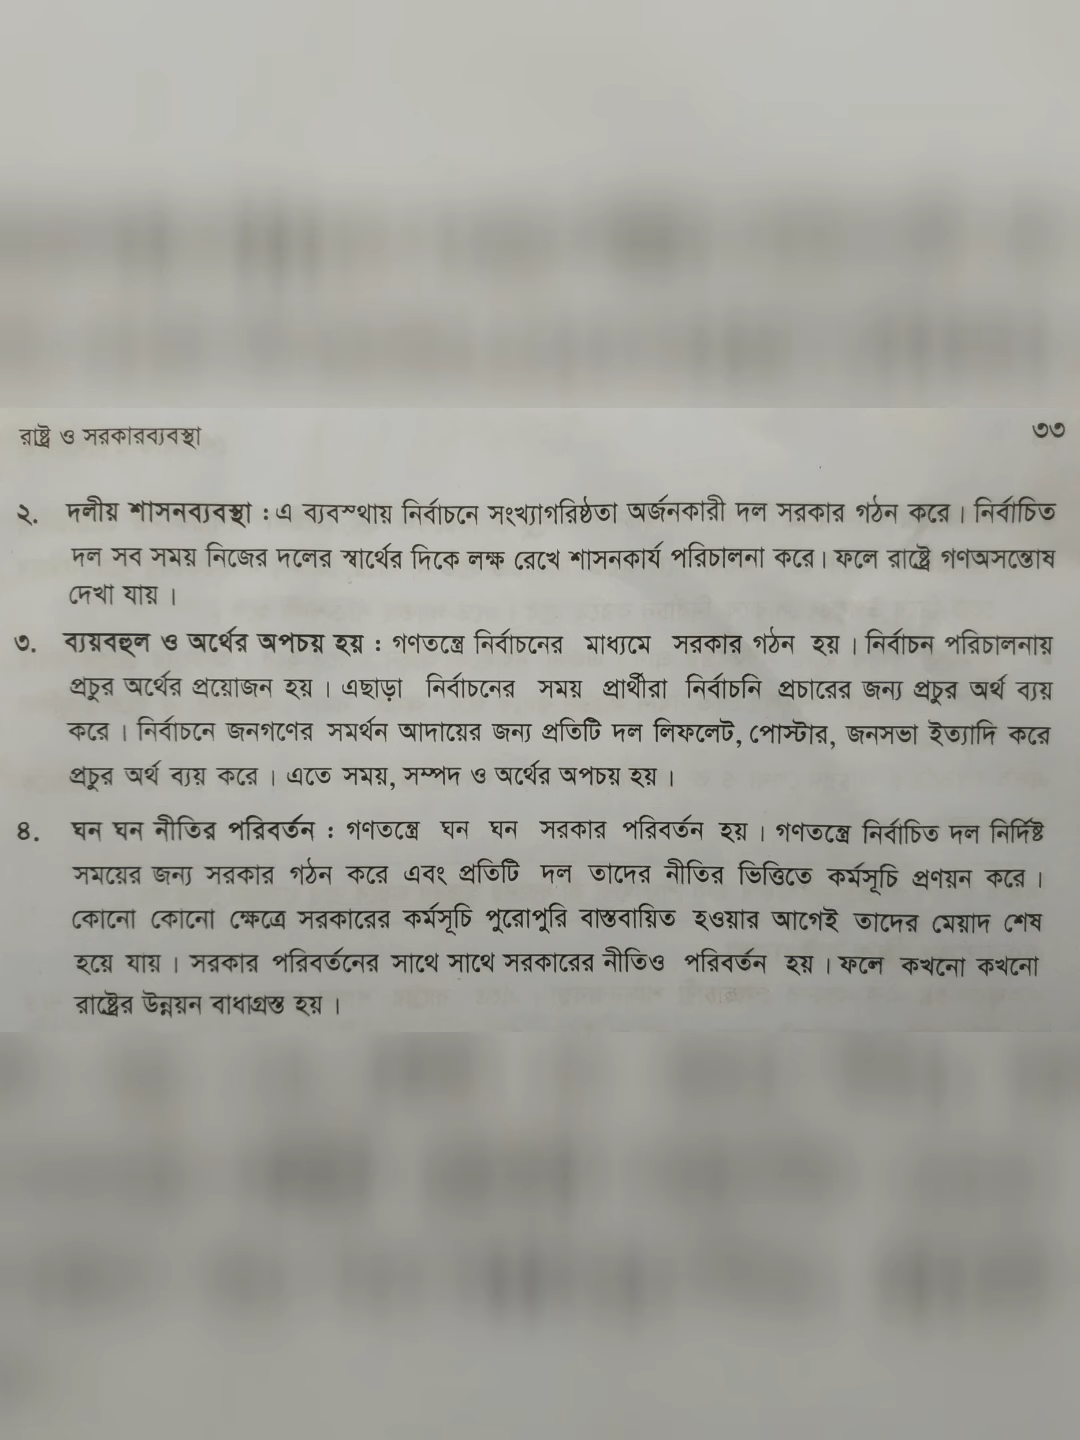 রাষ্ট্র ও সরকারব্যবস্থা ৩৩
২. দলীয় শাসনব্যবস্থা : এ ব্যবস্থায় নির্বাচনে সংখ্যাগরিষ্ঠতা অর্জনকারী দল সরকার গঠন করে । নির্বাচিত
দল সব সময় নিজের দলের স্বার্থের দিকে লক্ষ রেখে শাসনকার্য পরিচালনা করে। ফলে রাষ্ট্রে গণঅসন্তোষ
দেখা যায় ।
৩. ব্যয়বহুল ও অর্থের অপচয় হয় : গণতন্ত্রে নির্বাচনের মাধ্যমে সরকার গঠন হয় । নির্বাচন পরিচালনায়
প্রচুর অর্থের প্রয়োজন হয় । এছাড়া নির্বাচনের সময় প্রার্থীরা নির্বাচনি প্রচারের জন্য প্রচুর অর্থ ব্যয়
করে । নির্বাচনে জনগণের সমর্থন আদায়ের জন্য প্রতিটি দল লিফলেট, পোস্টার, জনসভা ইত্যাদি করে
প্রচুর অর্থ ব্যয় করে । এতে সময়, সম্পদ ও অর্থের অপচয় হয় ।
৪. ঘন ঘন নীতির পরিবর্তন : গণতন্ত্রে ঘন ঘন সরকার পরিবর্তন হয় । গণতন্ত্রে নির্বাচিত দল নির্দিষ্ট
সময়ের জন্য সরকার গঠন করে এবং প্রতিটি দল তাদের নীতির ভিত্তিতে কর্মসূচি প্রণয়ন করে ।
কোনো কোনো ক্ষেত্রে সরকারের কর্মসূচি পুরোপুরি বাস্তবায়িত হওয়ার আগেই তাদের মেয়াদ শেষ
হয়ে যায় । সরকার পরিবর্তনের সাথে সাথে সরকারের নীতিও পরিবর্তন হয় । ফলে কখনো কখনো
রাষ্ট্রের উন্নয়ন বাধাগ্রস্ত হয় ।